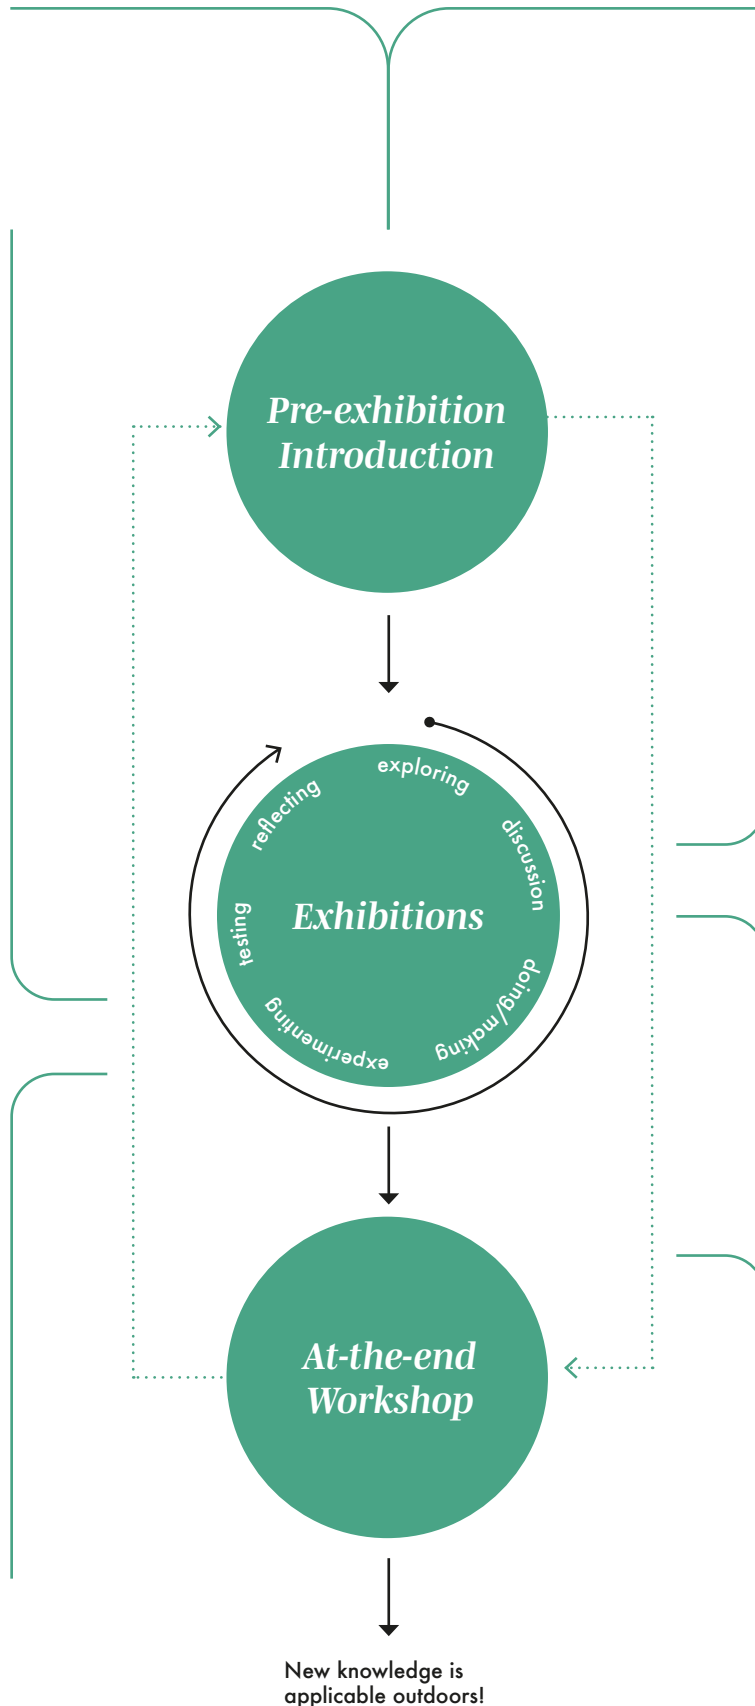 Pre-exhibition
Introduction
exploring
discussion
doing/making
experimenting
testing
reflecting
Exhibitions
At-the-end
Workshop
New knowledge is
applicable outdoors!